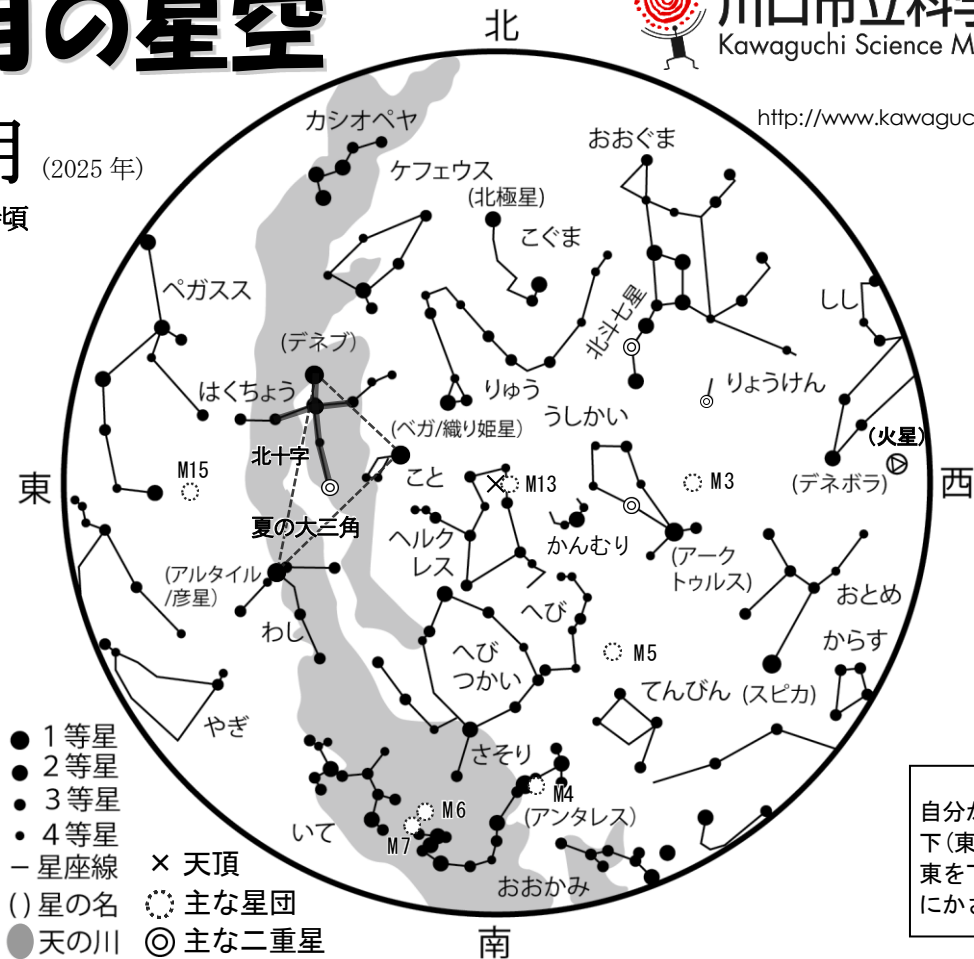 月の星空
川口市立科学
Kawaguchi Science M
http://www.kawaguc
月 (2025 年)
頃
北
カシオペヤ
ケフェウス
おおぐま
(北極星)
こぐま
ペガスス
しし
北斗七星
(デネブ)
はくちょう
りゅう
りょうけん
うしかい
(ベガ/織り姫星)
(火星)
北十字
こと
M15
M13
M3
(デネボラ)
東
西
夏の大三角
ヘルク
レス
かんむり
(アーク
トゥルス)
(アルタイル
/彦星)
おとめ
わし
へび
からす
へび
つかい
M5
てんびん
(スピカ)
やぎ
さそり
M4
(アンタレス)
M6
M7
いて
おおかみ
南
1等星
2等星
3等星
4等星
星座線
× 天頂
( ) 星の名
主な星団
天の川
主な二重星
自分が
下(東
東を下
にかざ